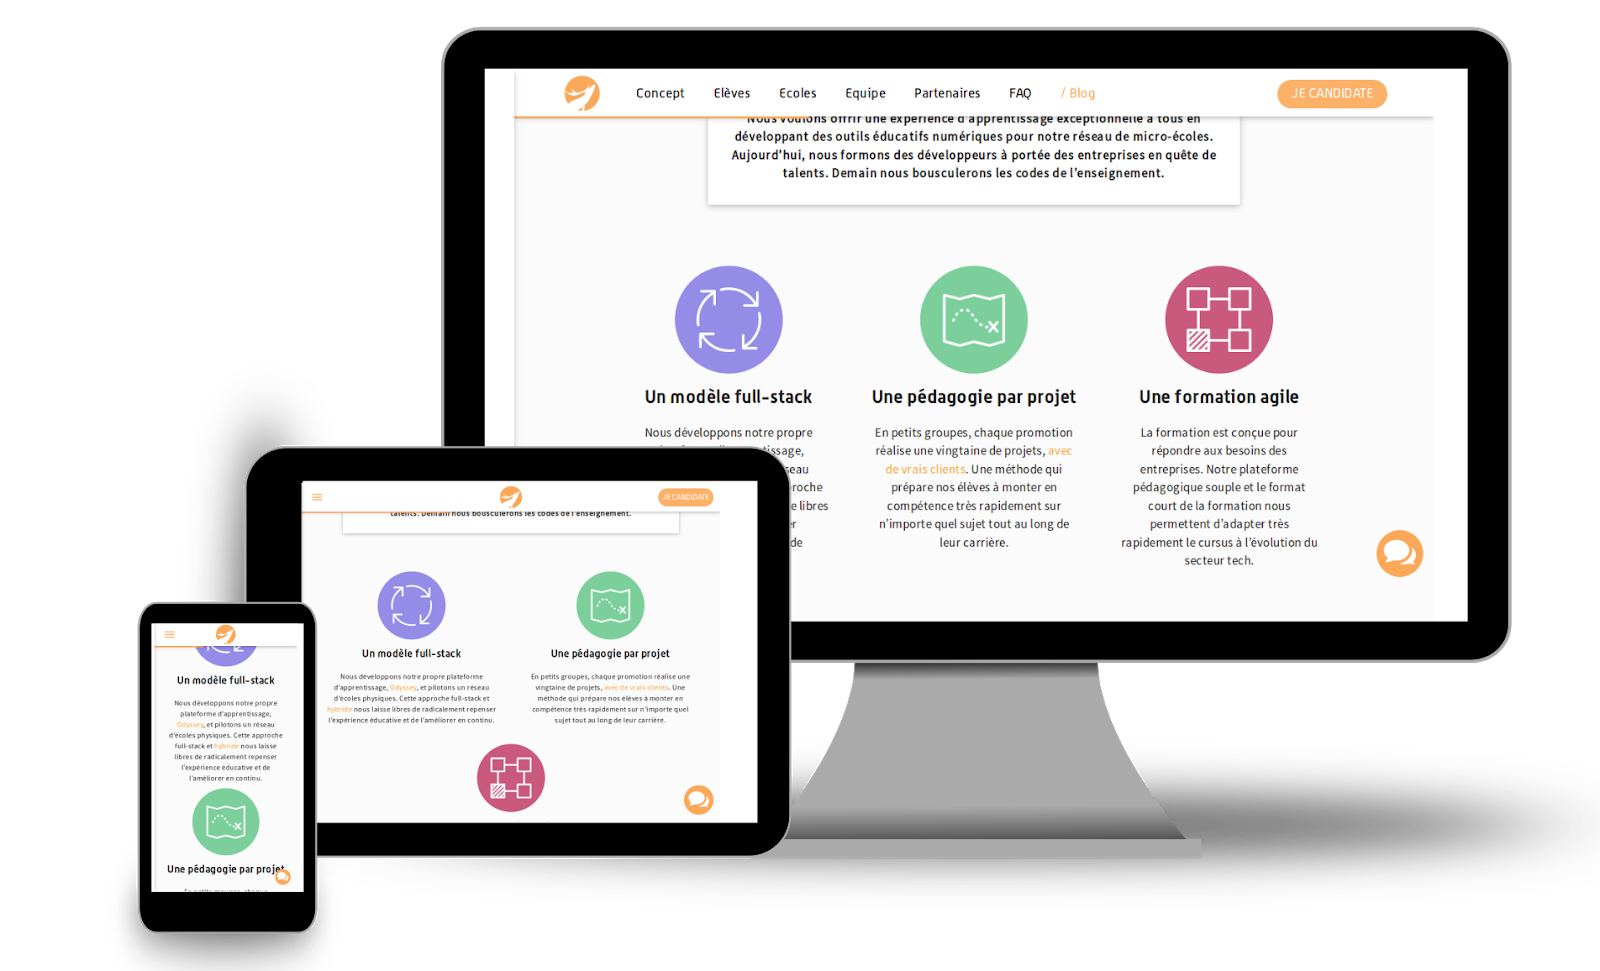 Concept Elèves Ecoles Equipe Partenaires FAQ / Blog JE CANDIDATE
Nous voulons offrir une expérience d'apprentissage exceptionnelle à tous en
développant des outils éducatifs numériques pour notre réseau de micro-écoles.
Aujourd'hui, nous formons des développeurs à portée des entreprises en quête de
talents. Demain nous bousculerons les codes de l'enseignement.
Un modèle full-stack
Nous développons notre propre
e libres
de
Une pédagogie par projet
En petits groupes, chaque promotion
réalise une vingtaine de projets, avec
de vrais clients. Une méthode qui
prépare nos élèves à monter en
compétence très rapidement sur
n'importe quel sujet tout au long de
leur carrière.
Une formation agile
La formation est conçue pour
répondre aux besoins des
entreprises. Notre plateforme
pédagogique souple et le format
court de la formation nous
permettent d'adapter très
rapidement le cursus à l'évolution du
secteur tech.
JE CANDIDATE
talents. Demain nous bousculerons les codes de l'enseignement.
Un modèle full-stack
Nous développons notre propre plateforme
d'apprentissage, Odyssey, et pilotons un réseau
d'écoles physiques. Cette approche full-stack et
hybride nous laisse libres de radicalement repenser
l'expérience éducative et de l'améliorer en continu.
Une pédagogie par projet
En petits groupes, chaque promotion réalise une
vingtaine de projets, avec de vrais clients. Une
méthode qui prépare nos élèves à monter en
compétence très rapidement sur n'importe quel
sujet tout au long de leur carrière.
Un modèle full-stack
Nous développons notre propre
plateforme d'apprentissage,
Odyssey, et pilotons un réseau
d'écoles physiques. Cette approche
full-stack et hybride nous laisse
libres de radicalement repenser
l'expérience éducative et de
l'améliorer en continu.
Une pédagogie par projet
En petits groupes, chaque